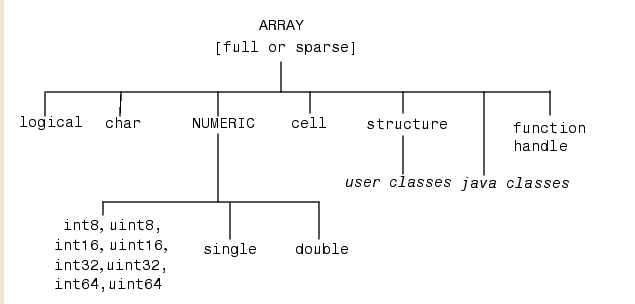 ARRAY
[full or sparse]
logical char NUMERIC cell structure function
handle
user classes java classes
int8, uint8,
int16, uint16,
int32, uint32,
int64, uint64
single double